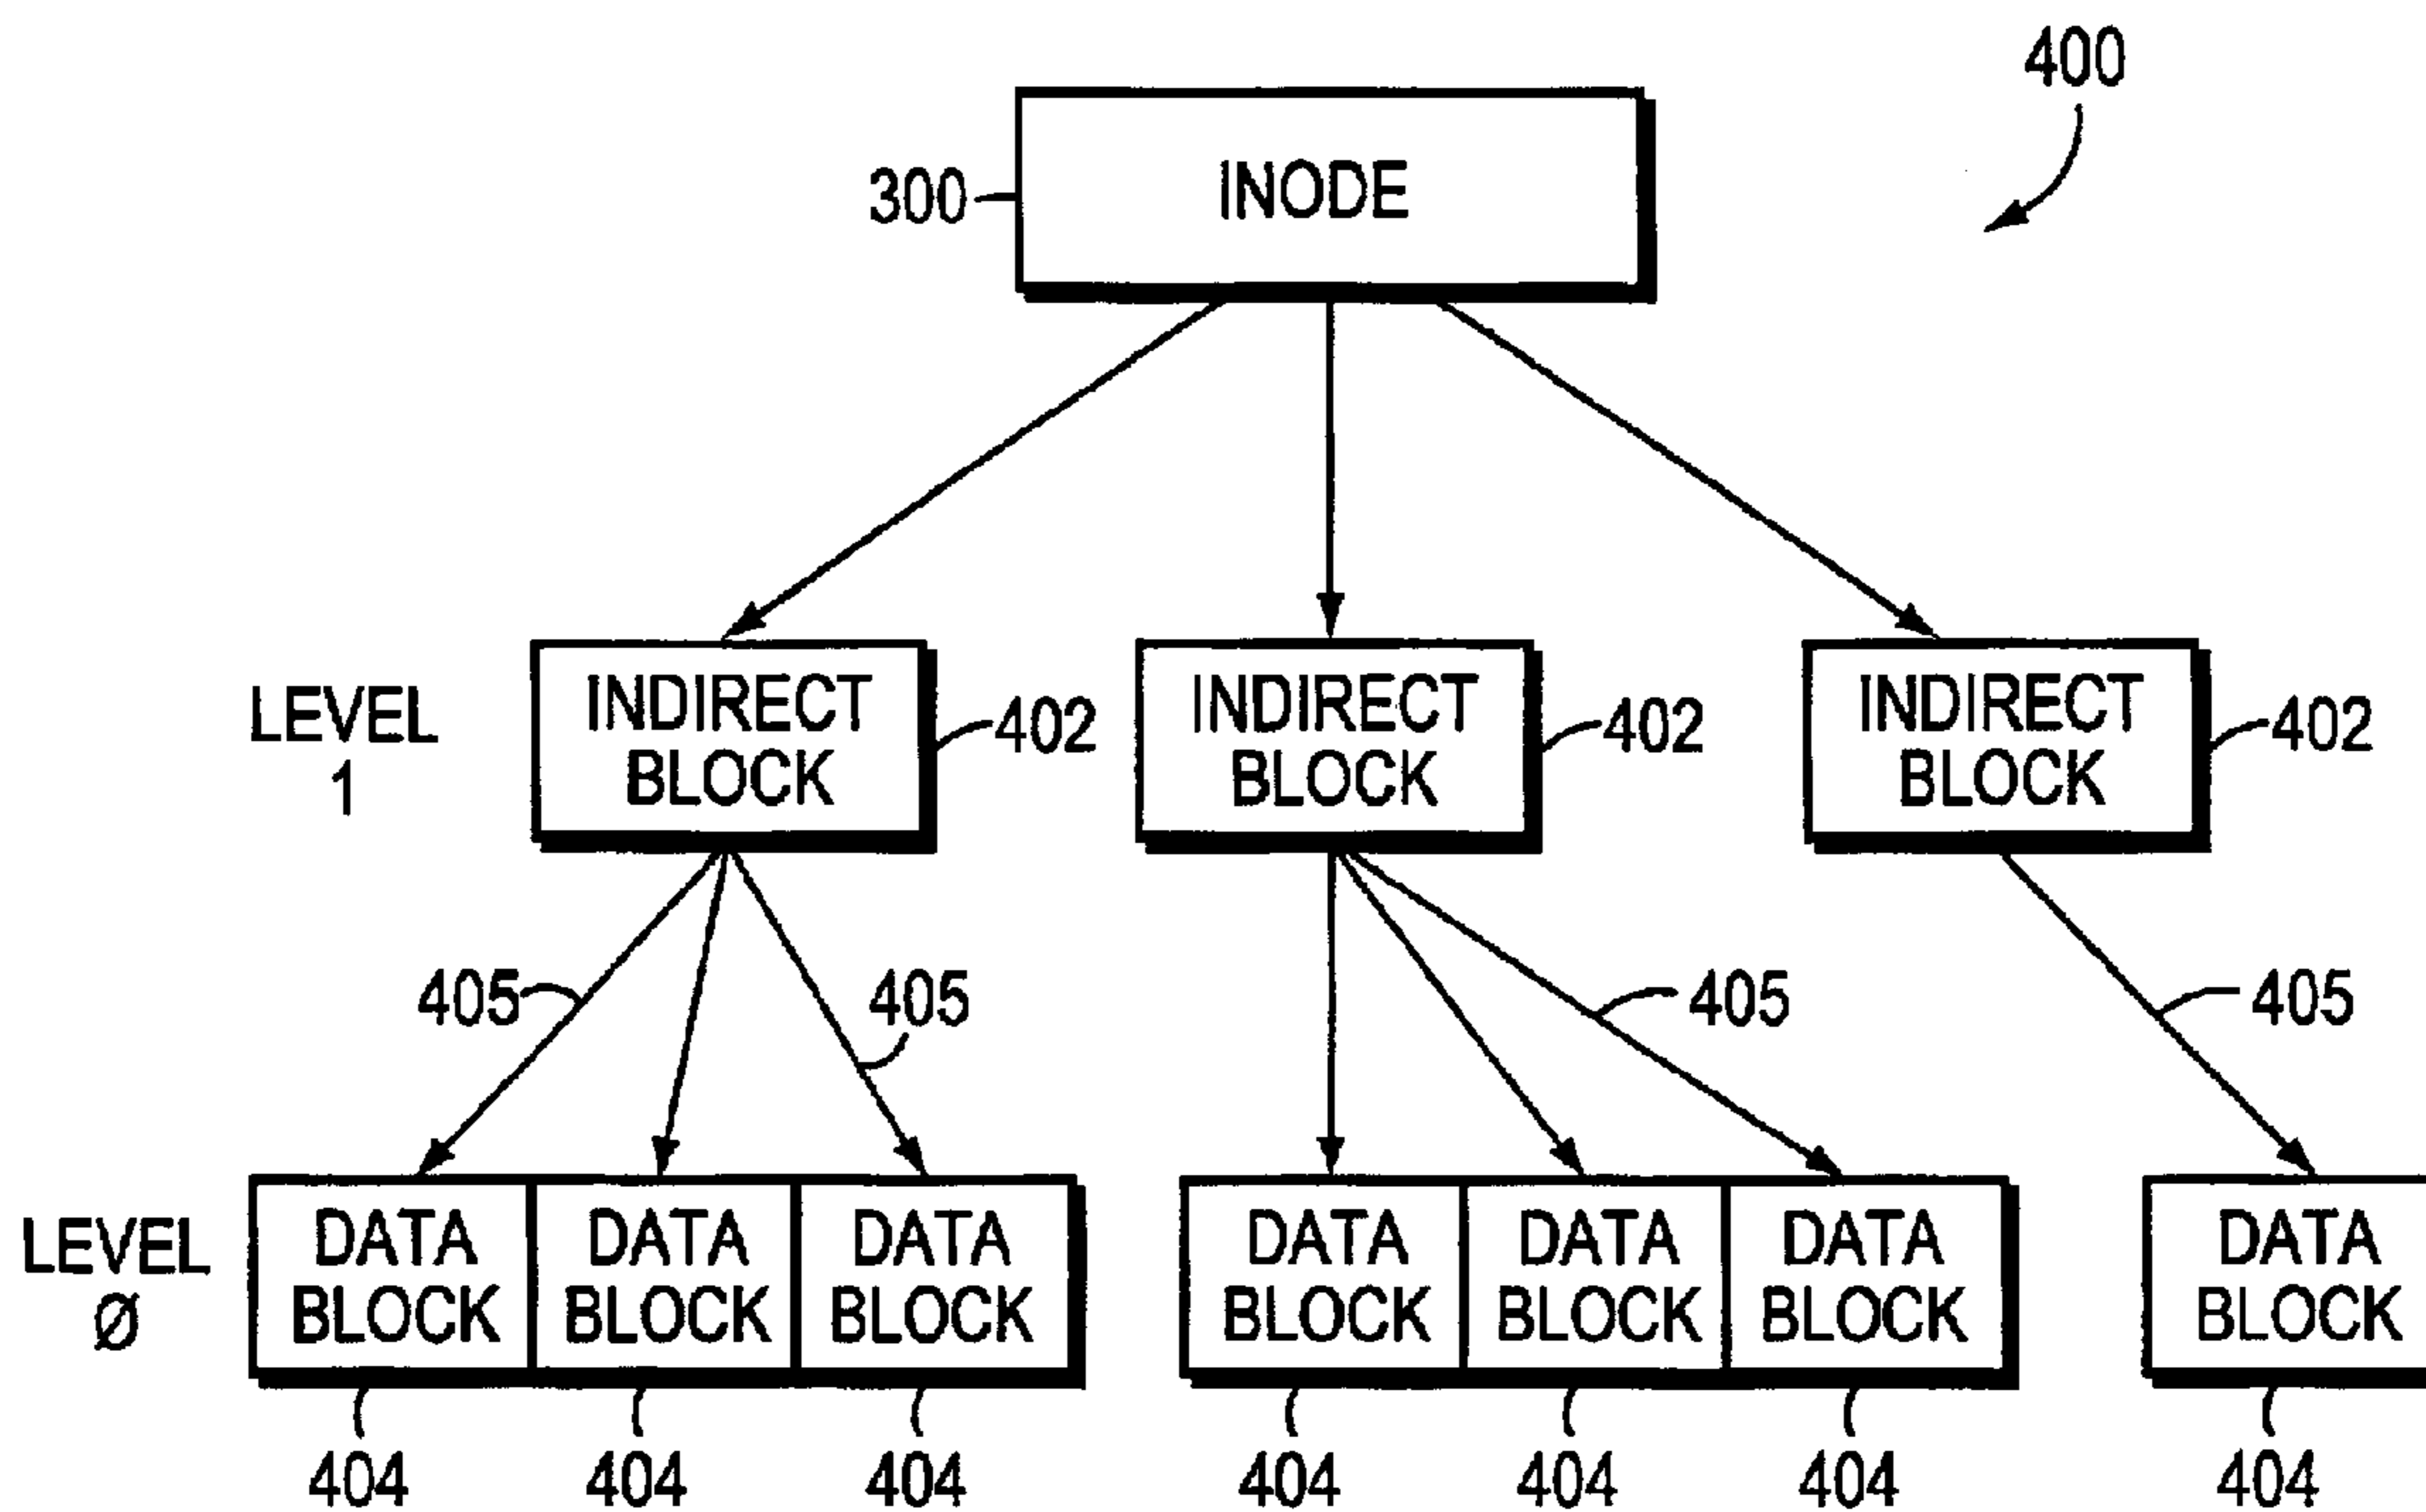 400
300
INODE
LEVEL
1
INDIRECT
BLOCK
402
INDIRECT
BLOCK
402
INDIRECT
BLOCK
402
405
405
405
405
LEVEL
Ø
DATA
BLOCK
DATA
BLOCK
DATA
BLOCK
DATA
BLOCK
DATA
BLOCK
DATA
BLOCK
DATA
BLOCK
404
404
404
404
404
404
404